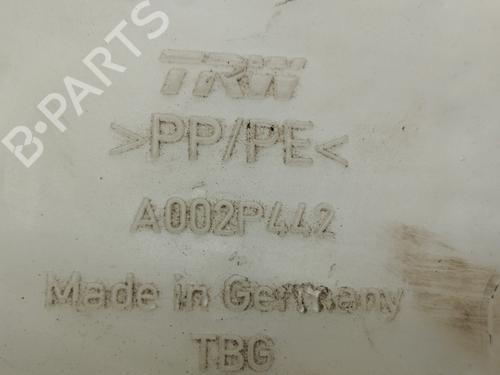 B-PARTS
TRW
>PP/PE<
A002P442
Made in Germany
TBG